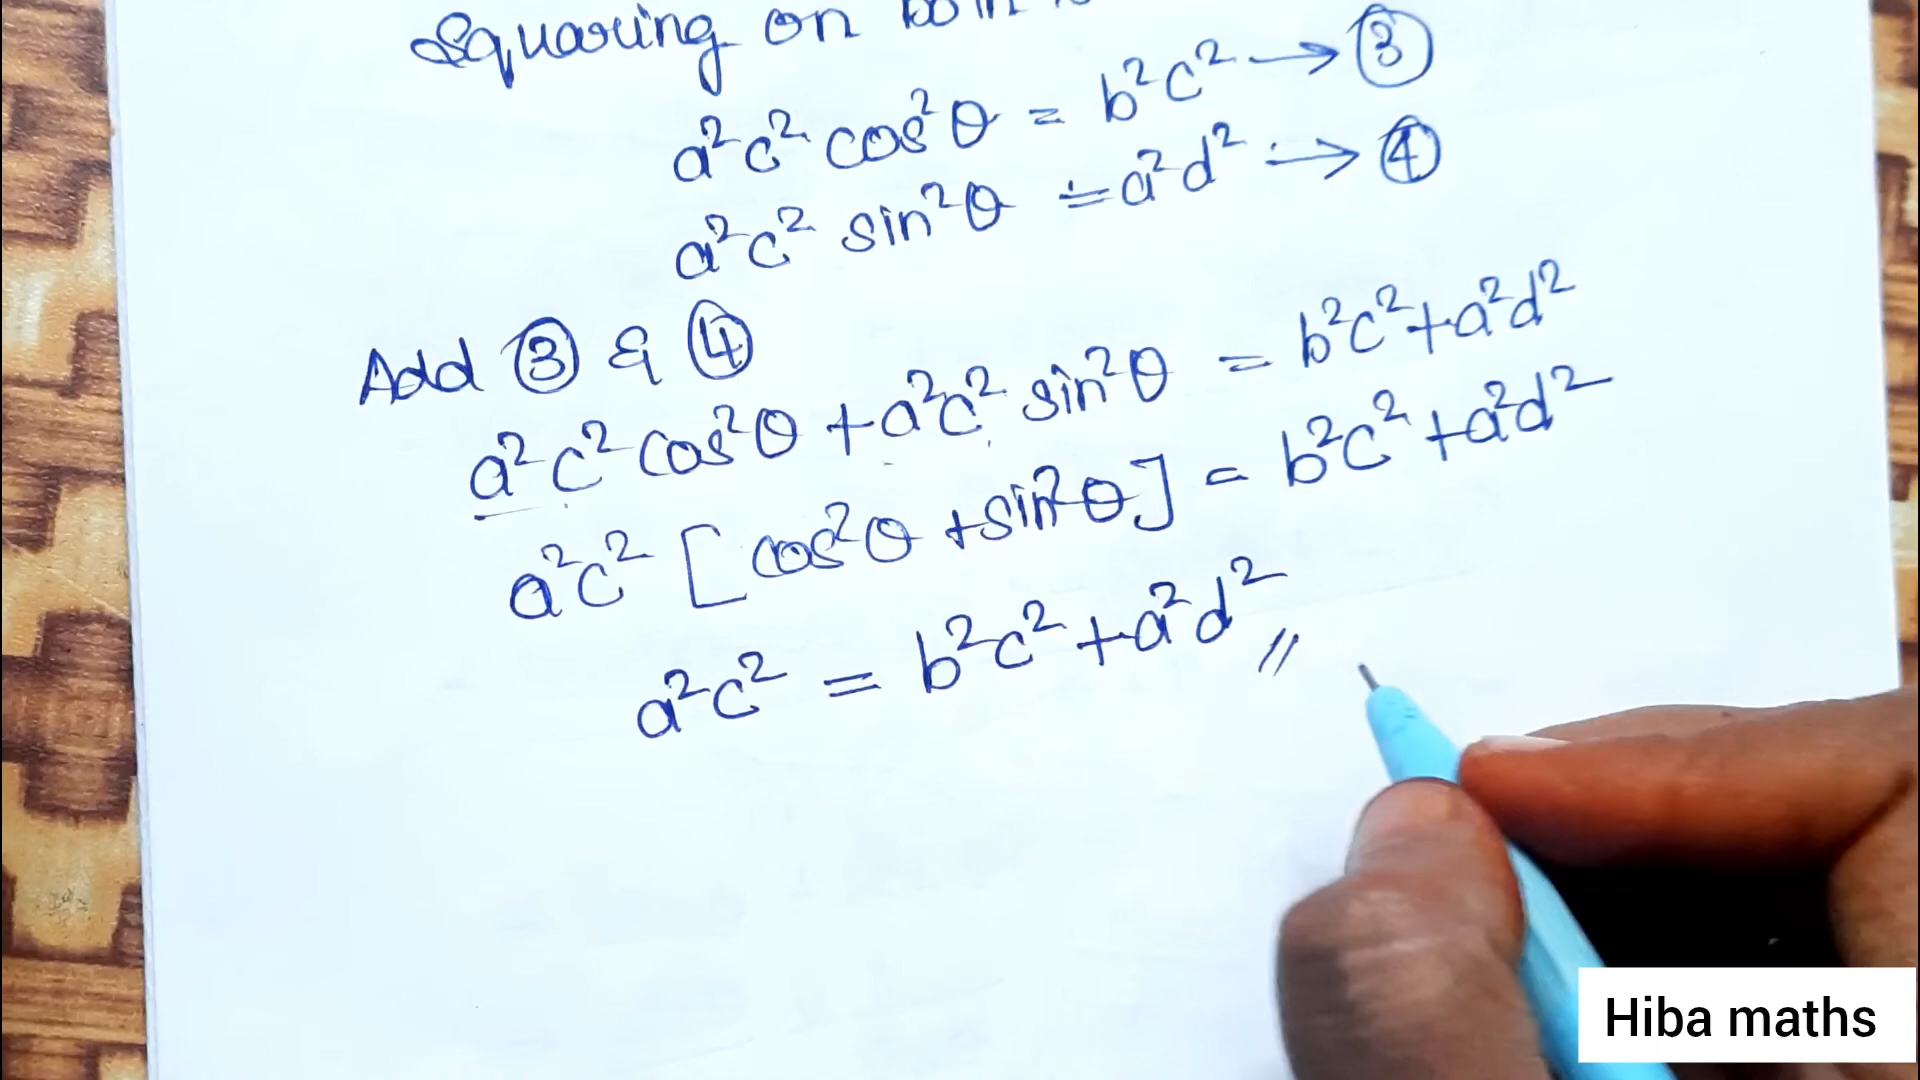 Squaring on both
a²c² cos²θ = b²c² → ③
a²c² sin²θ = a²d² → ④
Add ③ & ④
a²c² cos²θ + a²c² sin²θ = b²c² + a²d²
a²c² [cos²θ + sin²θ] = b²c² + a²d²
a²c² = b²c² + a²d² //
Hiba maths